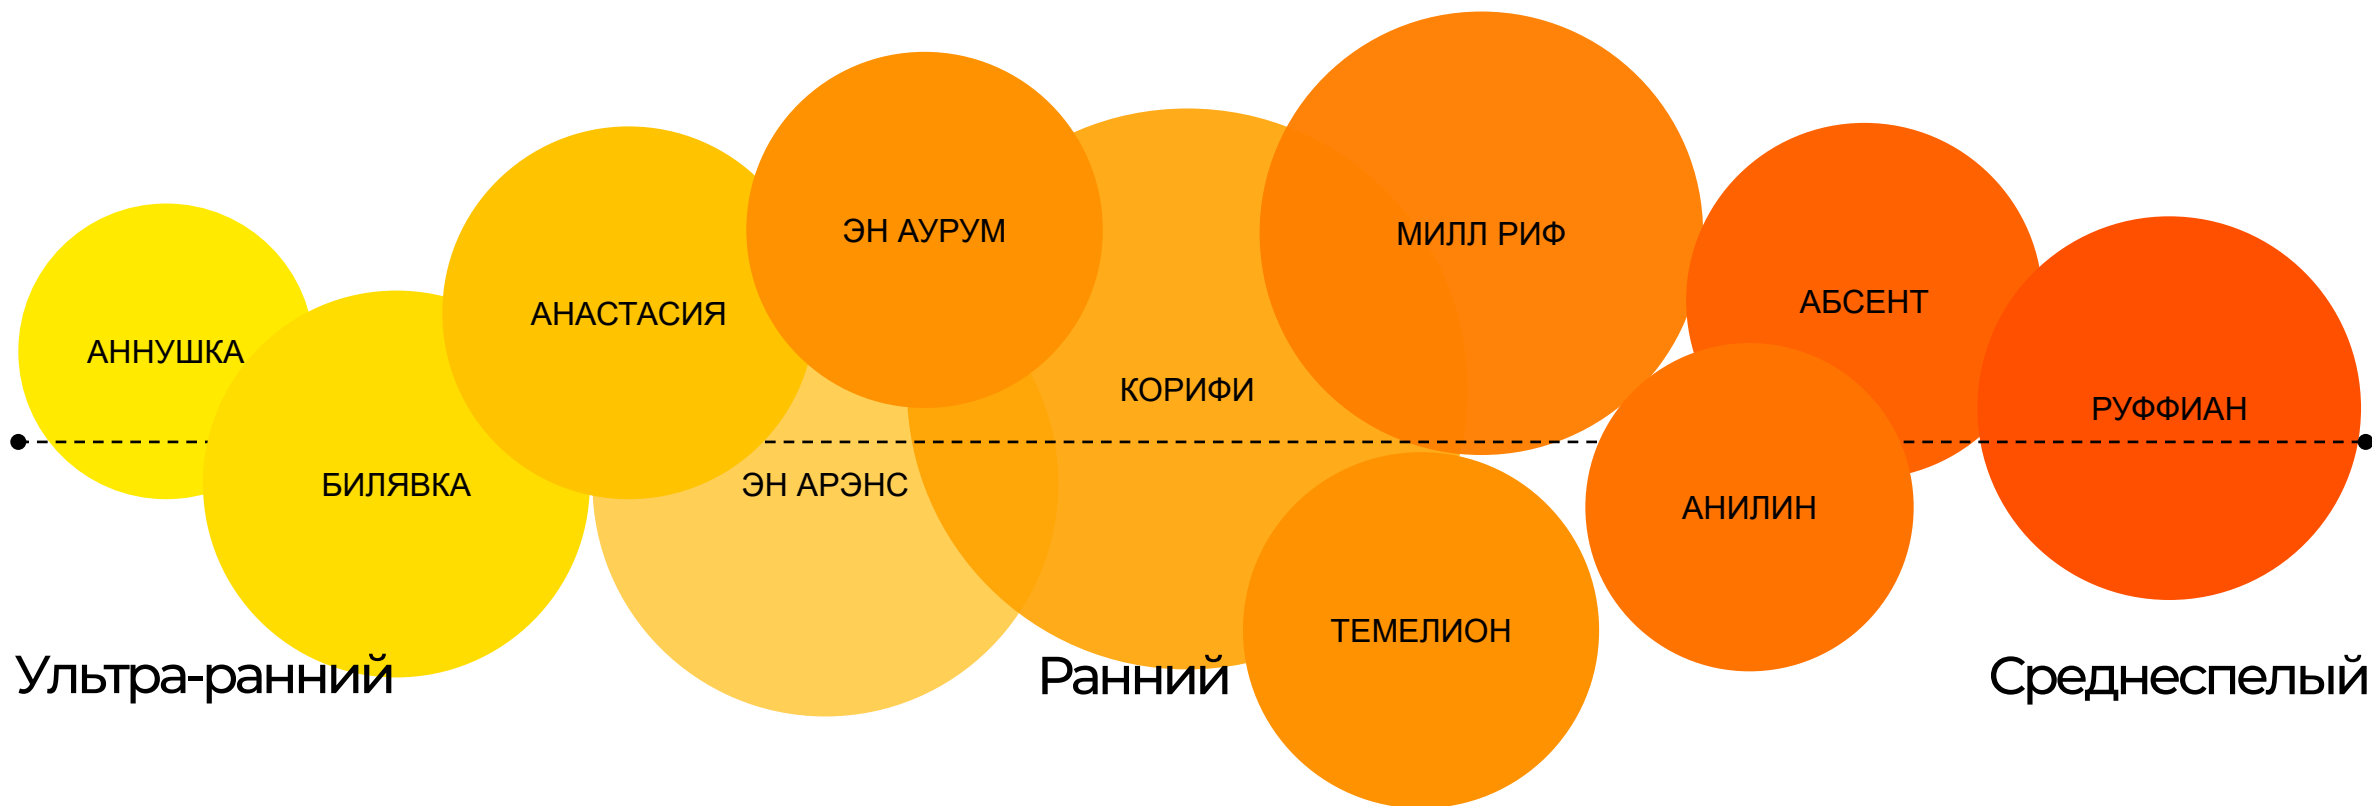 АННУШКА
БИЛЯВКА
АНАСТАСИЯ
ЭН АУРУМ
ЭН АРЭНС
КОРИФИ
МИЛЛ РИФ
ТЕМЕЛИОН
АНИЛИН
АБСЕНТ
РУФФИАН
Ультра-ранний
Ранний
Среднеспелый